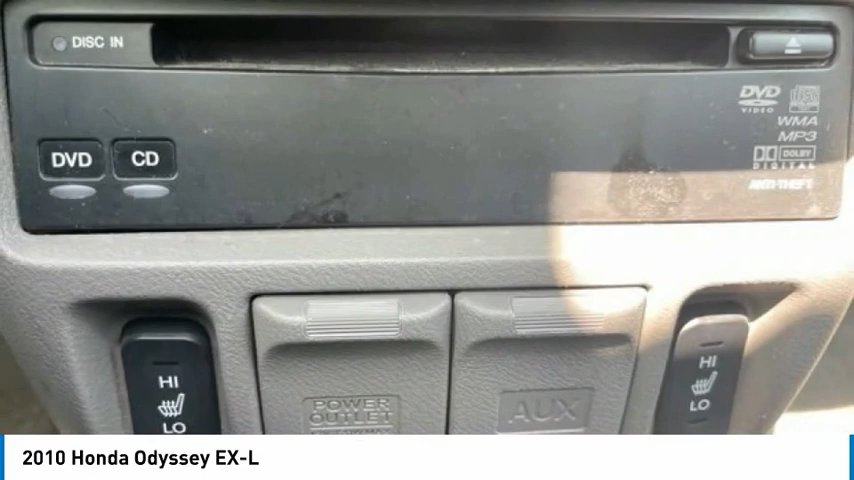 DISC IN
DVD VIDEO
WMA
MP3
DOLBY DIGITAL
ANTI-THEFT
DVD CD
HI
LO
POWER OUTLET
AUX
HI
LO
2010 Honda Odyssey EX-L